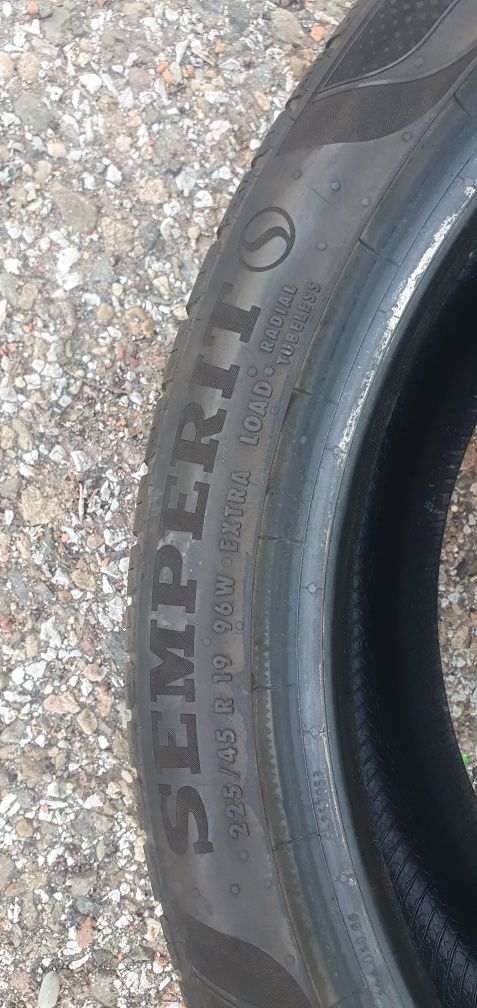 SEMPERIT
225/45 R 19 96W · EXTRA LOAD · RADIAL
TUBELESS